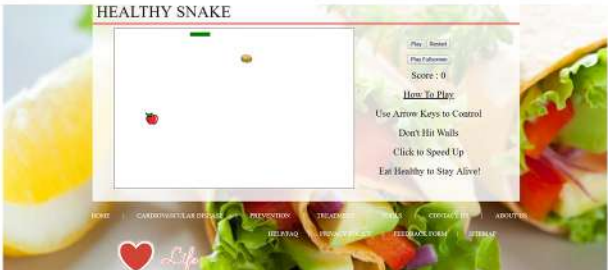 HEALTHY SNAKE
Play Restart
Play Fullscreen
Score : 0
How To Play
Use Arrow Keys to Control
Don't Hit Walls
Click to Speed Up
Eat Healthy to Stay Alive!
HOME | CARDIOVASCULAR DISEASE | PREVENTION | TREATMENT | TOOLS | CONTACT US | ABOUT US
HELP/FAQ | PRIVACY POLICY | FEEDBACK FORM | SITEMAP
Life